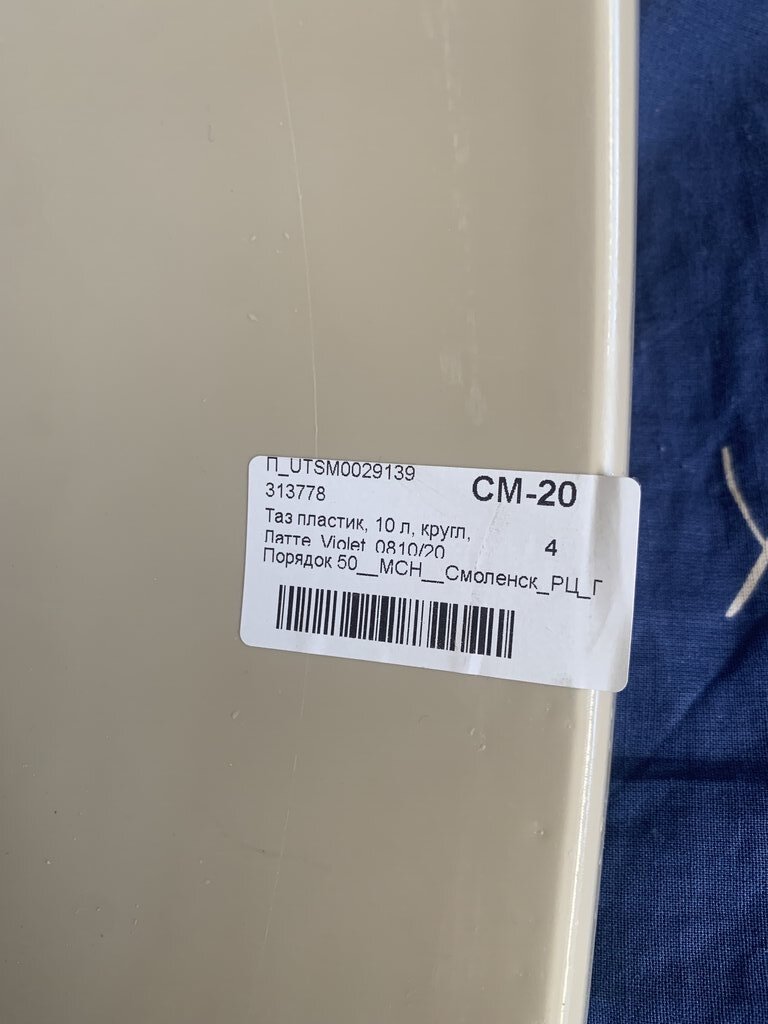 П_UTSM0029139
313778
СМ-20
Таз пластик, 10 л, кругл,
Латте, Violet, 0810/20
4
Порядок 50__МСН__Смоленск_РЦ_Г